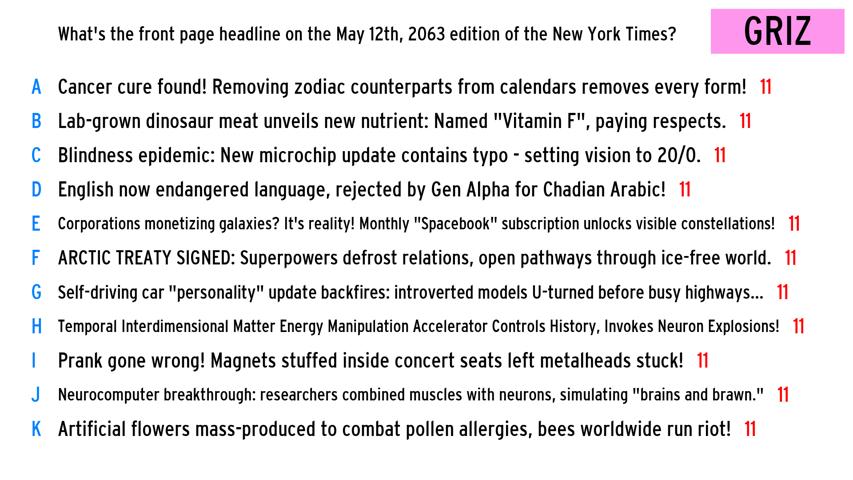 What's the front page headline on the May 12th, 2063 edition of the New York Times? GRIZ
A Cancer cure found! Removing zodiac counterparts from calendars removes every form! 11
B Lab-grown dinosaur meat unveils new nutrient: Named "Vitamin F", paying respects. 11
C Blindness epidemic: New microchip update contains typo - setting vision to 20/0. 11
D English now endangered language, rejected by Gen Alpha for Chadian Arabic! 11
E Corporations monetizing galaxies? It's reality! Monthly "Spacebook" subscription unlocks visible constellations! 11
F ARCTIC TREATY SIGNED: Superpowers defrost relations, open pathways through ice-free world. 11
G Self-driving car "personality" update backfires: introverted models U-turned before busy highways... 11
H Temporal Interdimensional Matter Energy Manipulation Accelerator Controls History, Invokes Neuron Explosions! 11
I Prank gone wrong! Magnets stuffed inside concert seats left metalheads stuck! 11
J Neurocomputer breakthrough: researchers combined muscles with neurons, simulating "brains and brawn." 11
K Artificial flowers mass-produced to combat pollen allergies, bees worldwide run riot! 11